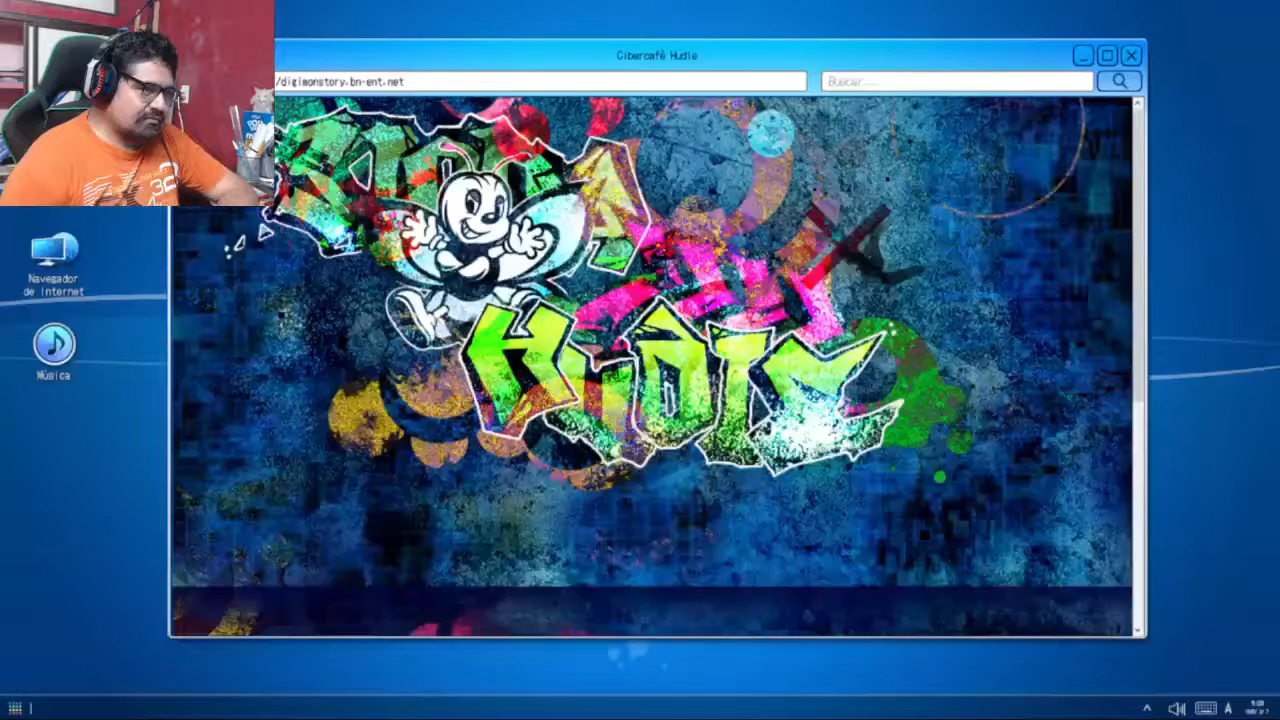 Cibercafé Hudie
/digimonstory.bn-ent.net
Buscar...
Navegador
de internet
Música
HUDIE
A